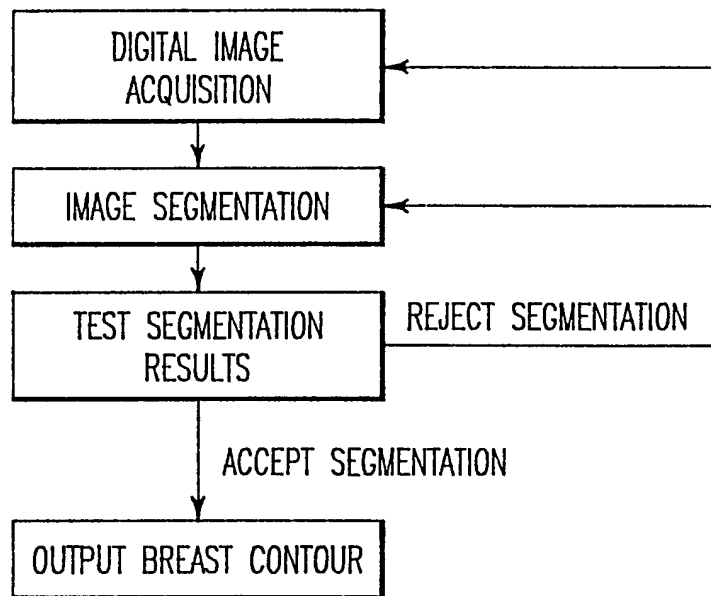 DIGITAL IMAGE
ACQUISITION
IMAGE SEGMENTATION
TEST SEGMENTATION
RESULTS
REJECT SEGMENTATION
ACCEPT SEGMENTATION
OUTPUT BREAST CONTOUR